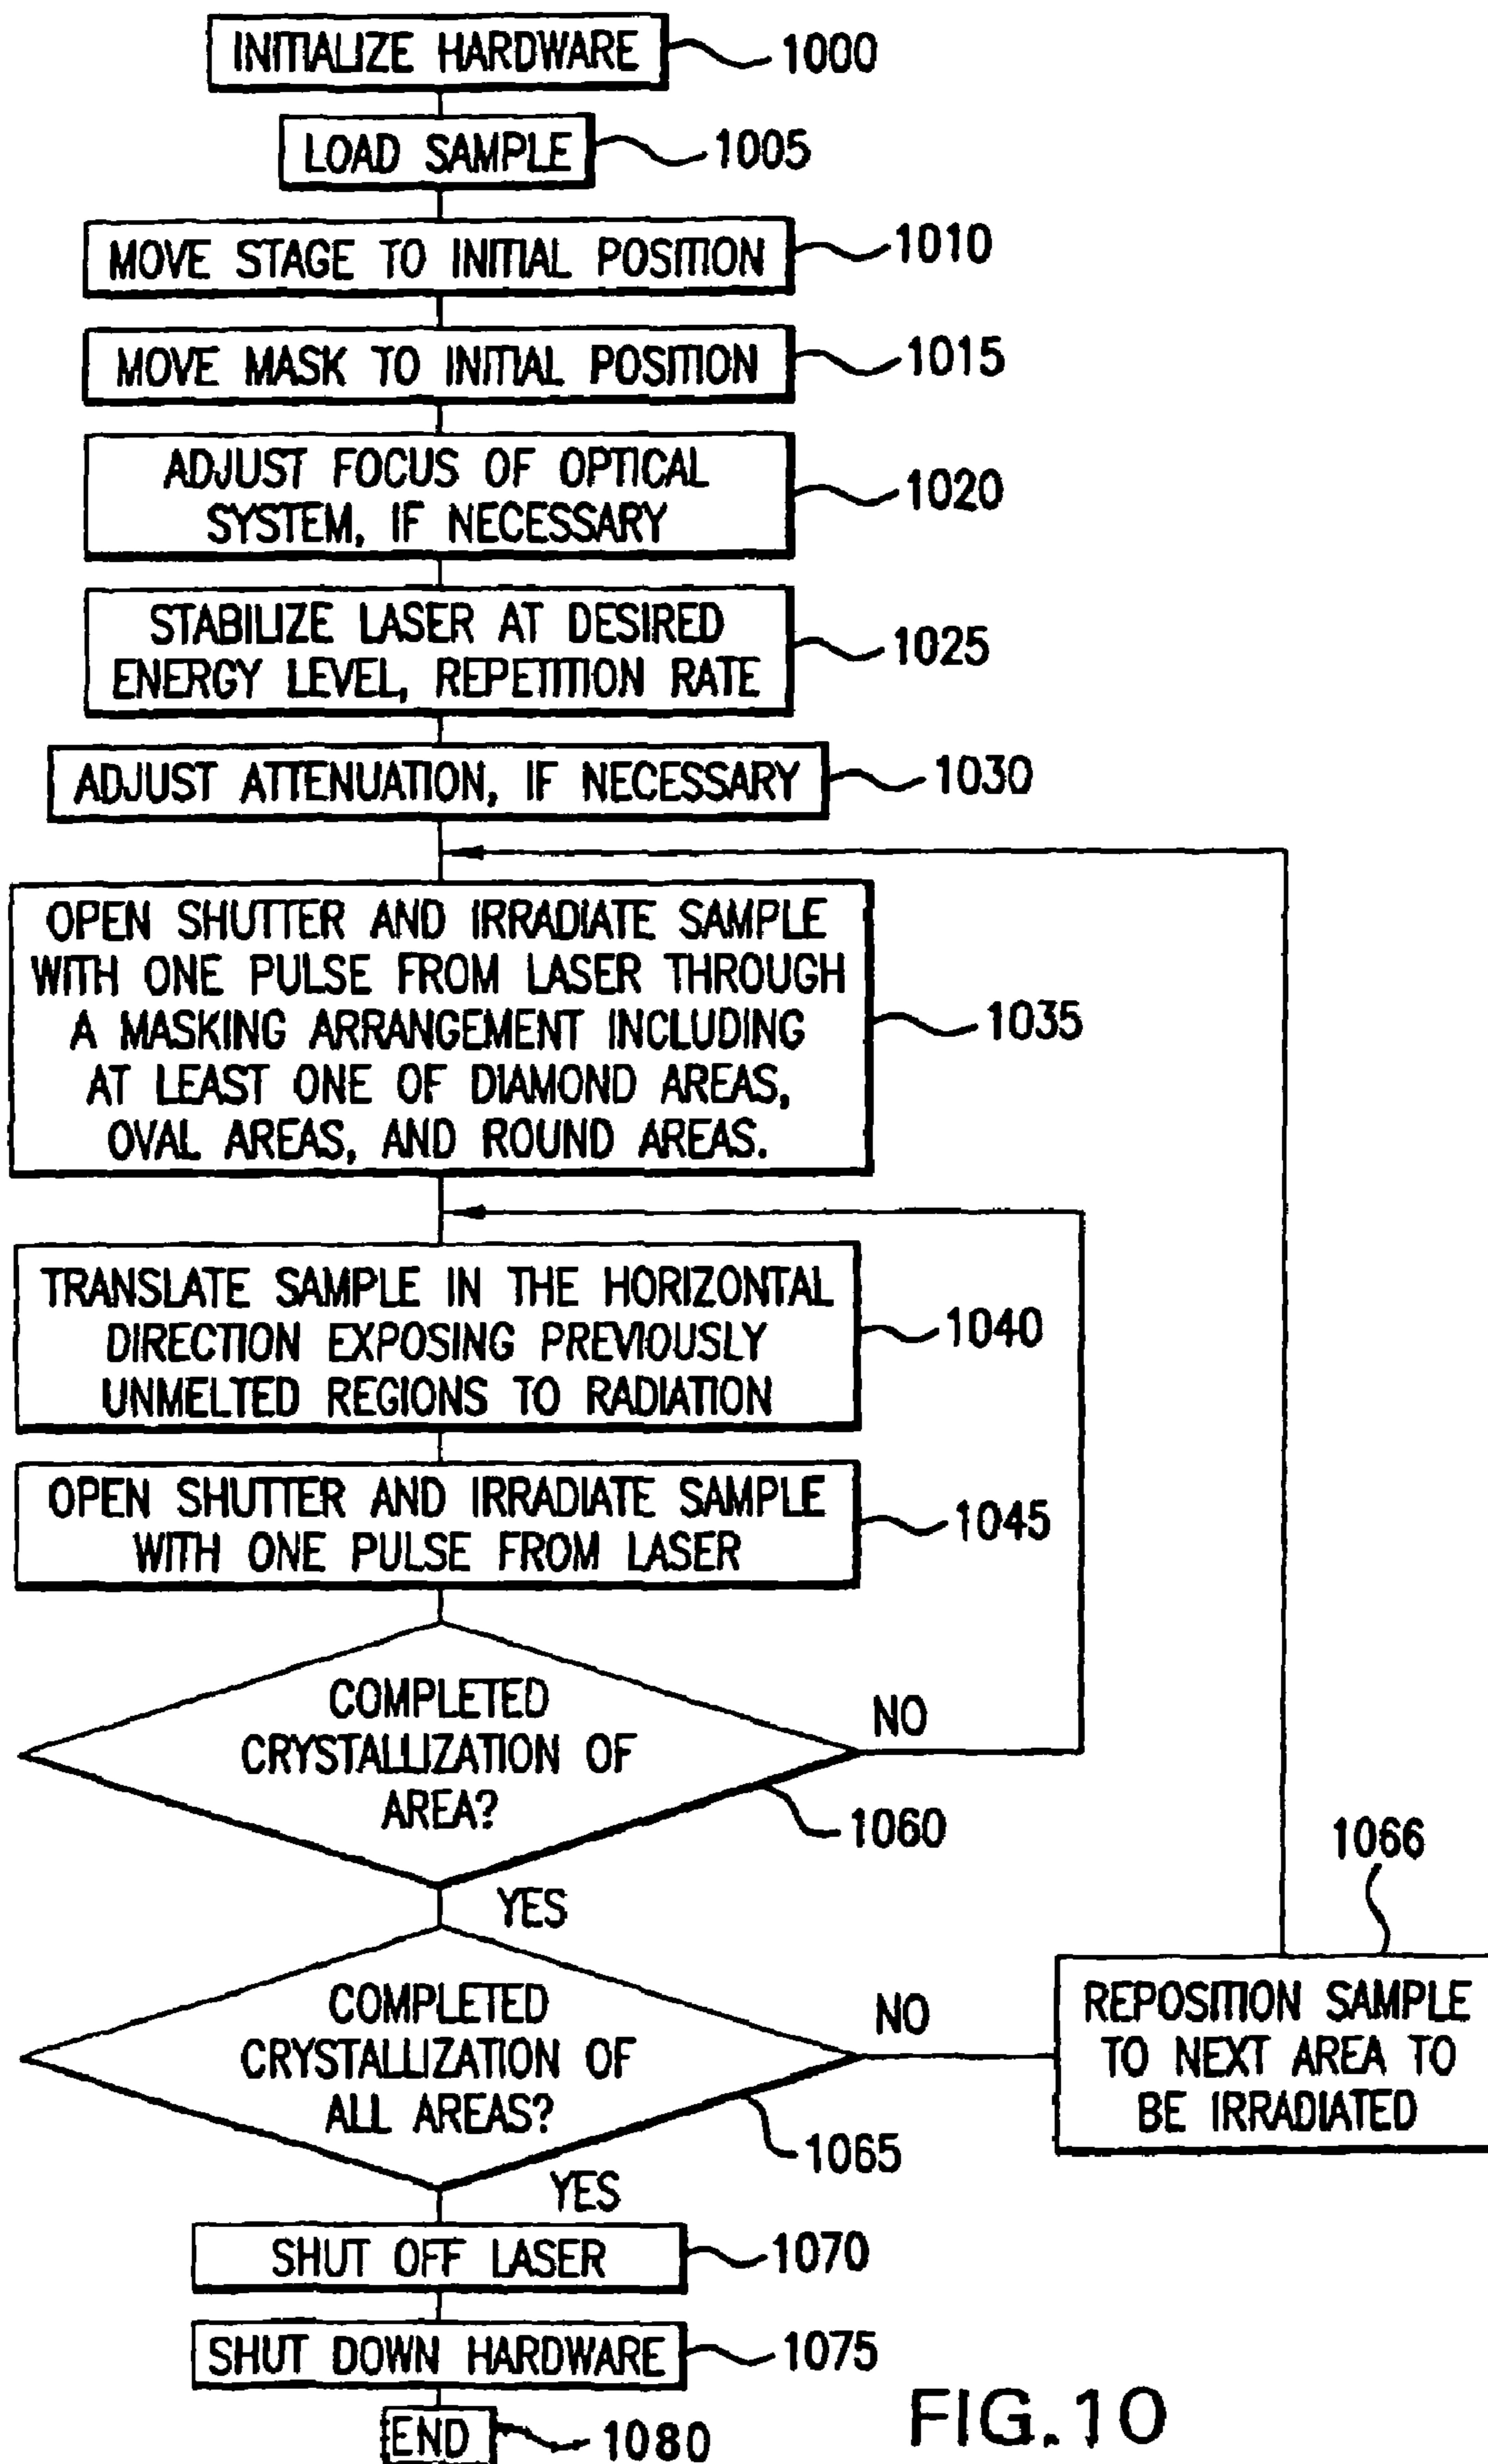 INITIALIZE HARDWARE
1000
LOAD SAMPLE
1005
MOVE STAGE TO INITIAL POSITION
1010
MOVE MASK TO INITIAL POSITION
1015
ADJUST FOCUS OF OPTICAL
SYSTEM, IF NECESSARY
1020
STABILIZE LASER AT DESIRED
ENERGY LEVEL, REPETITION RATE
1025
ADJUST ATTENUATION, IF NECESSARY
1030
OPEN SHUTTER AND IRRADIATE SAMPLE
WITH ONE PULSE FROM LASER THROUGH
A MASKING ARRANGEMENT INCLUDING
AT LEAST ONE OF DIAMOND AREAS,
OVAL AREAS, AND ROUND AREAS.
1035
TRANSLATE SAMPLE IN THE HORIZONTAL
DIRECTION EXPOSING PREVIOUSLY
UNMELTED REGIONS TO RADIATION
1040
OPEN SHUTTER AND IRRADIATE SAMPLE
WITH ONE PULSE FROM LASER
1045
COMPLETED
CRYSTALLIZATION OF
AREA?
NO
1060
YES
COMPLETED
CRYSTALLIZATION OF
ALL AREAS?
NO
1065
1066
REPOSITION SAMPLE
TO NEXT AREA TO
BE IRRADIATED
YES
SHUT OFF LASER
1070
SHUT DOWN HARDWARE
1075
END
1080
FIG.10